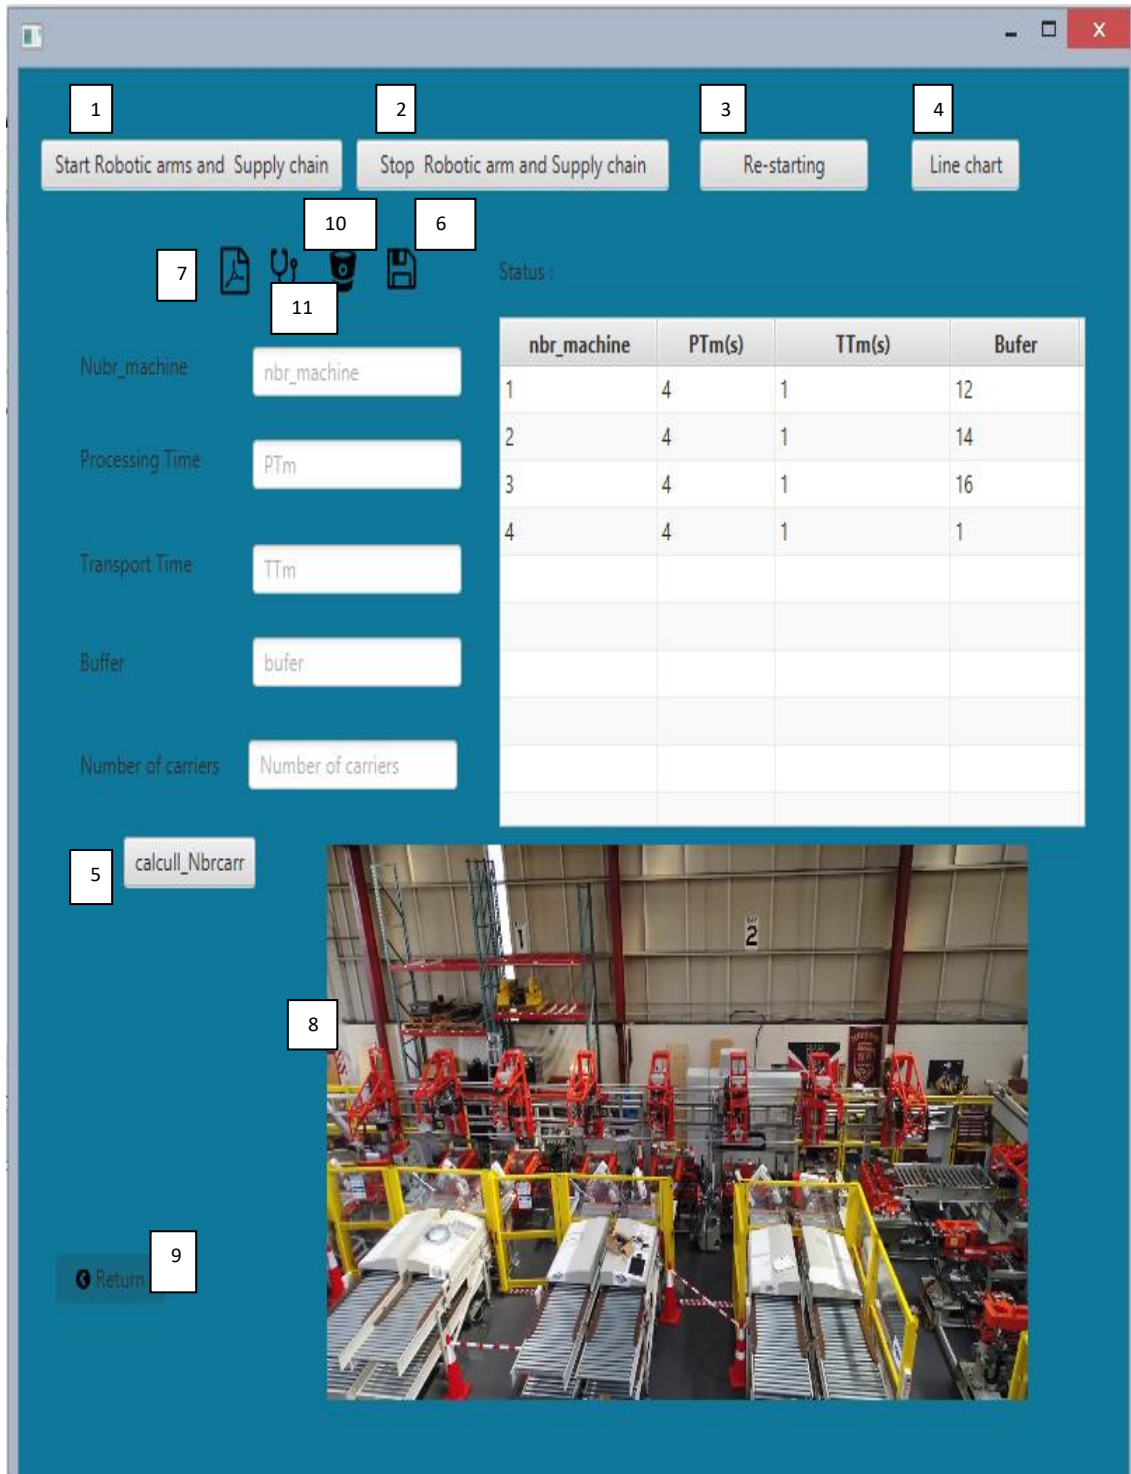 X
1
2
3
4
Start Robotic arms and Supply chain
Stop Robotic arm and Supply chain
Re-starting
Line chart
10
6
7
11
Status :
nbr_machine PTm(s) TTm(s) Bufer
1 4 1 12
2 4 1 14
3 4 1 16
4 4 1 1
Nubr_machine
nbr_machine
Processing Time
PTm
Transport Time
TTm
Buffer
bufer
Number of carriers
Number of carriers
5
calcull_Nbrcarr
1
2
8
9
Return